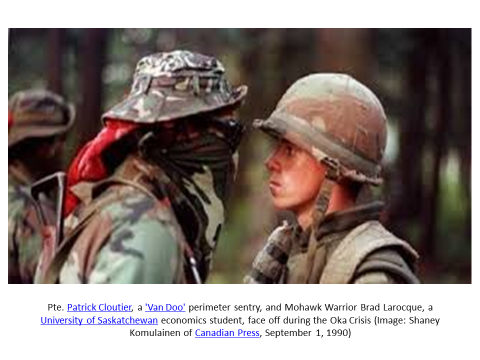 Pte. Patrick Cloutier, a 'Van Doo' perimeter sentry, and Mohawk Warrior Brad Larocque, a
University of Saskatchewan economics student, face off during the Oka Crisis (Image: Shaney
Komulainen of Canadian Press, September 1, 1990)